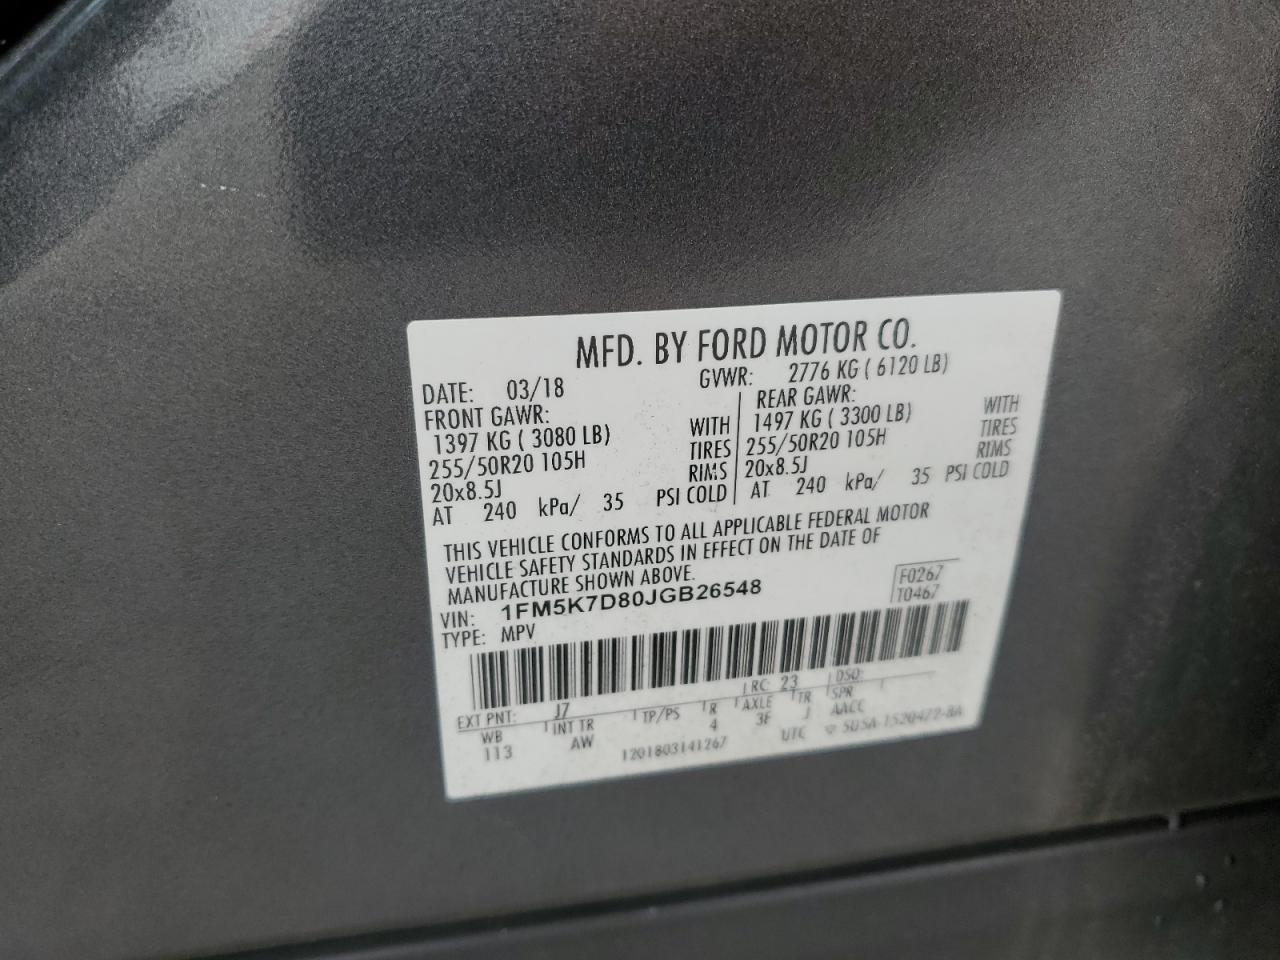 MFD. BY FORD MOTOR CO.
DATE: 03/18 GVWR: 2776 KG ( 6120 LB)
FRONT GAWR: REAR GAWR:
1397 KG ( 3080 LB) WITH 1497 KG ( 3300 LB) WITH
255/50R20 105H TIRES 255/50R20 105H TIRES
20x8.5J RIMS 20x8.5J RIMS
AT 240 kPa/ 35 PSI COLD AT 240 kPa/ 35 PSI COLD
THIS VEHICLE CONFORMS TO ALL APPLICABLE FEDERAL MOTOR
VEHICLE SAFETY STANDARDS IN EFFECT ON THE DATE OF
MANUFACTURE SHOWN ABOVE.
VIN: 1FM5K7D80JGB26548 F0267
TYPE: MPV T0467
EXT PNT: J7 RC: 23 DSO:
WB INT TR TP/PS R AXLE TR SPR
113 AW 4 3F J AACC
1201803141267 UTC 5U5A-1520472-8A